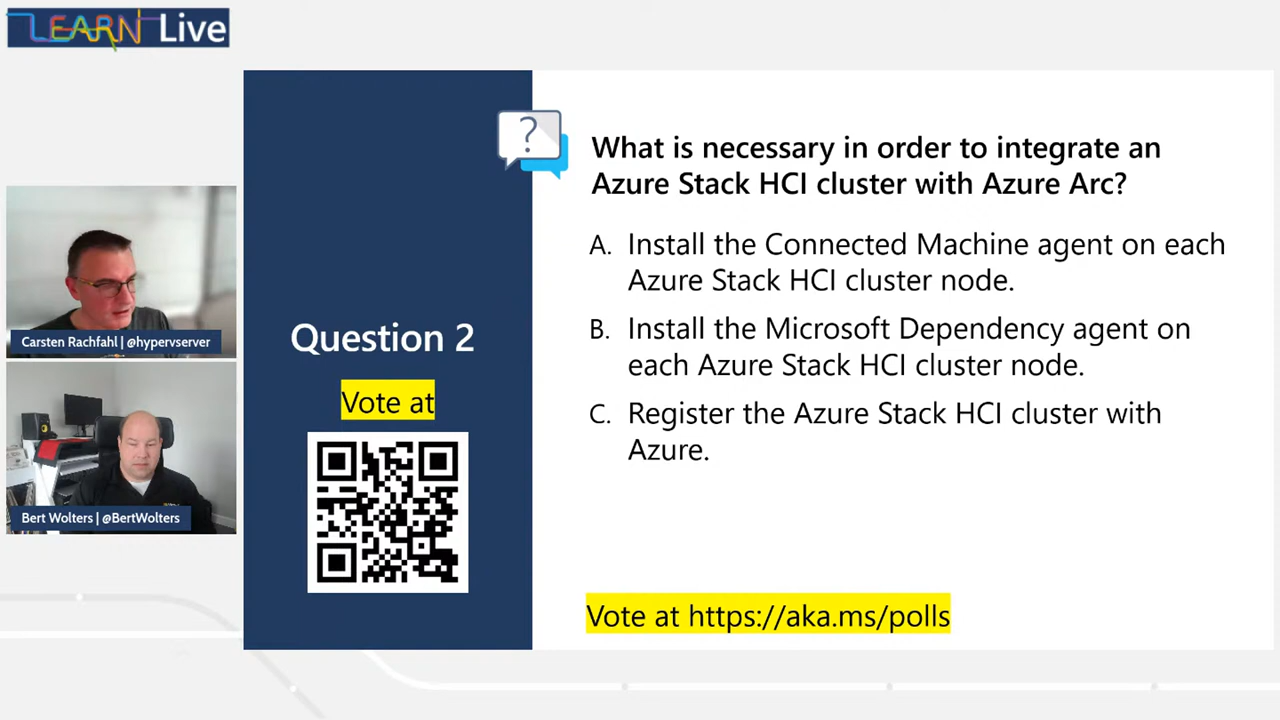 LEARN Live
What is necessary in order to integrate an
Azure Stack HCI cluster with Azure Arc?
A. Install the Connected Machine agent on each
Azure Stack HCI cluster node.
B. Install the Microsoft Dependency agent on
each Azure Stack HCI cluster node.
C. Register the Azure Stack HCI cluster with
Azure.
Question 2
Vote at
Vote at https://aka.ms/polls
Carsten Rachfahl | @hypervserver
Bert Wolters | @BertWolters